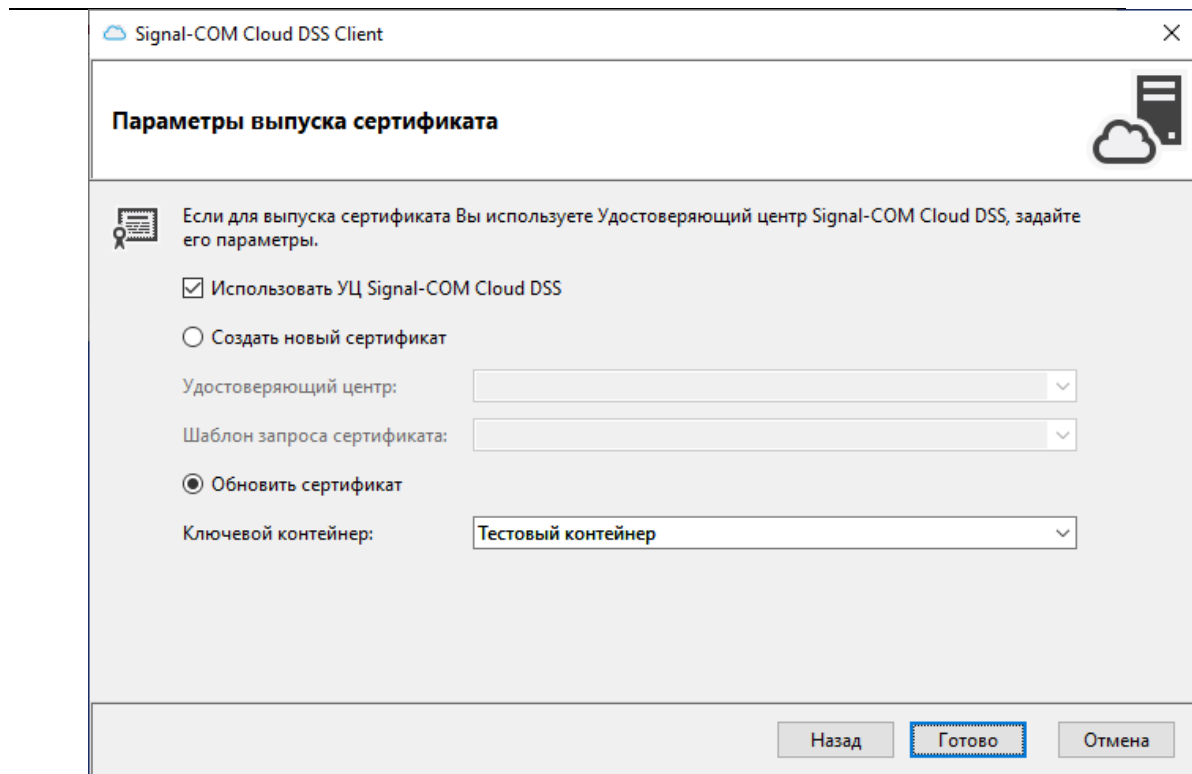 Signal-COM Cloud DSS Client
Параметры выпуска сертификата
Если для выпуска сертификата Вы используете Удостоверяющий центр Signal-COM Cloud DSS, задайте
его параметры.
Использовать УЦ Signal-COM Cloud DSS
Создать новый сертификат
Удостоверяющий центр:
Шаблон запроса сертификата:
Обновить сертификат
Ключевой контейнер: Тестовый контейнер
Назад Готово Отмена